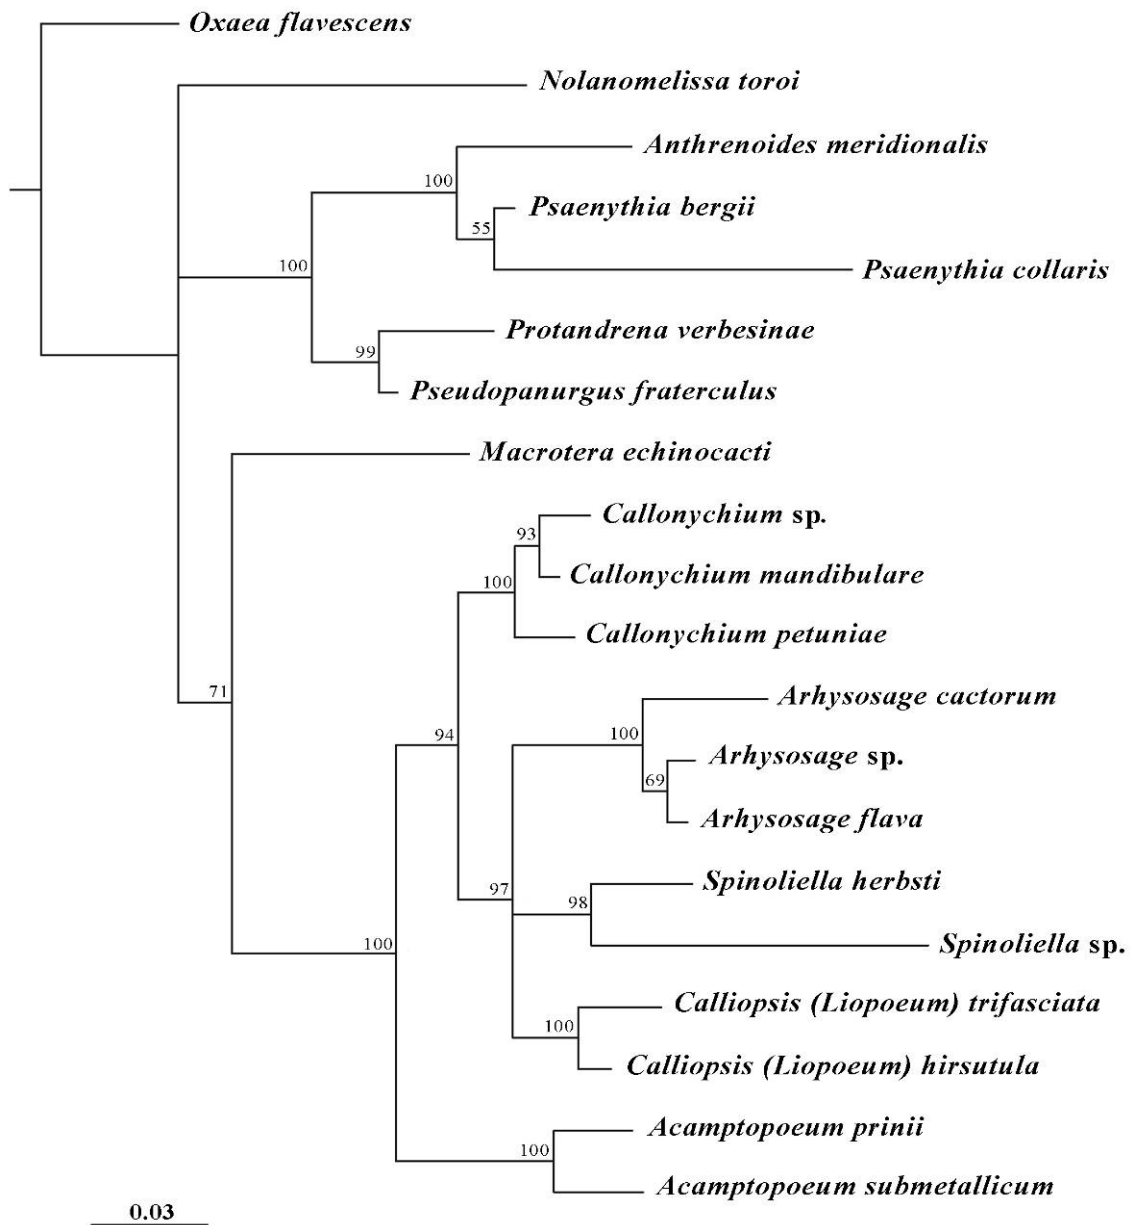 Oxaea flavescens
Nolanomelissa toroi
Anthrenoides meridionalis
100
Psaenythia bergii
55
100
Psaenythia collaris
Protandrena verbesinae
99
Pseudopanurgus fraterculus
Macrotera echinocacti
Callonychium sp.
93
Callonychium mandibulare
100
Callonychium petuniae
71
Arhysosage cactorum
94
100
Arhysosage sp.
69
Arhysosage flava
Spinoliella herbsti
97
98
100
Spinoliella sp.
Calliopsis (Liopoeum) trifasciata
100
Calliopsis (Liopoeum) hirsutula
Acamptopoeum prinii
100
Acamptopoeum submetallicum
0.03